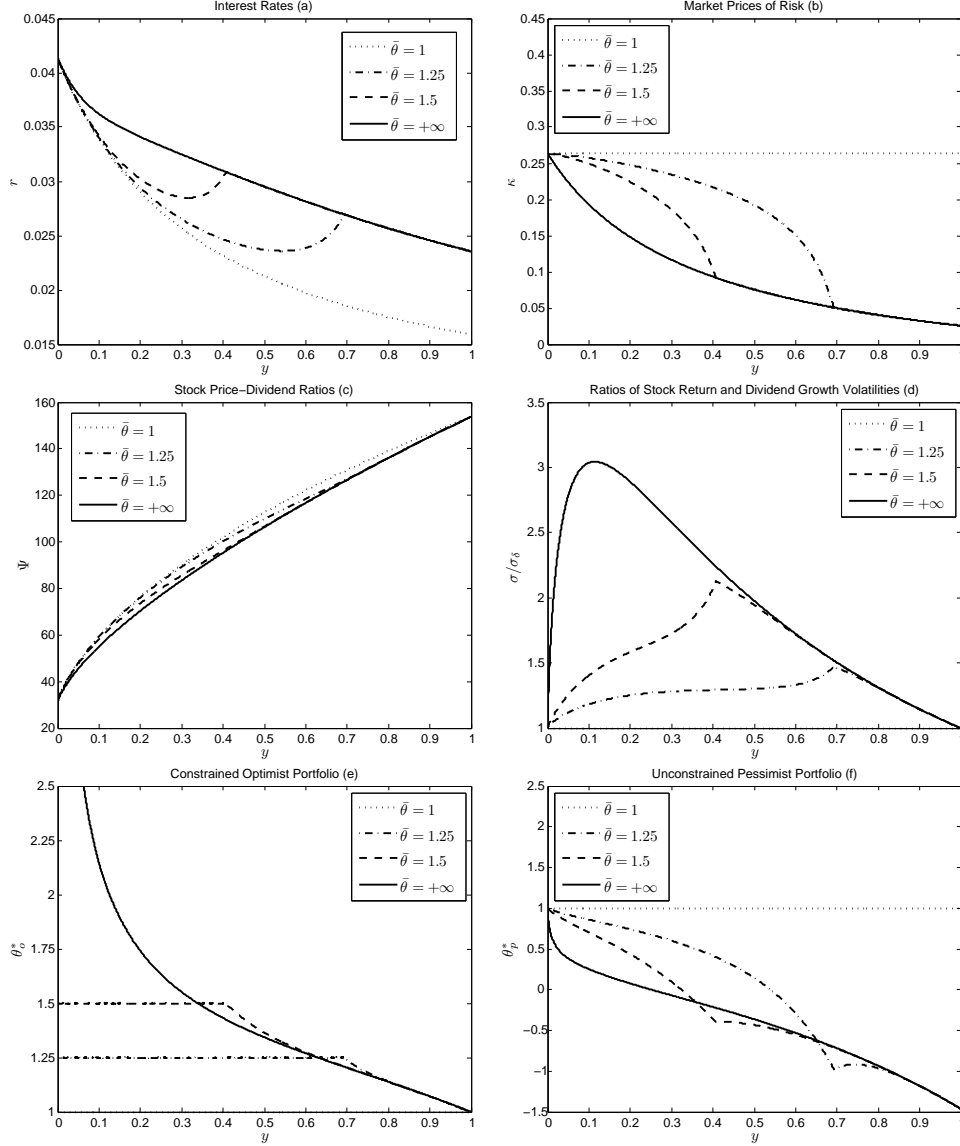 Interest Rates (a)
0.045
0.04
0.035
0.03
0.025
0.02
0.015
r
0 0.1 0.2 0.3 0.4 0.5 0.6 0.7 0.8 0.9 1
y
θ̄ = 1
θ̄ = 1.25
θ̄ = 1.5
θ̄ = +∞
Market Prices of Risk (b)
0.45
0.4
0.35
0.3
0.25
0.2
0.15
0.1
0.05
0
κ
0 0.1 0.2 0.3 0.4 0.5 0.6 0.7 0.8 0.9 1
y
θ̄ = 1
θ̄ = 1.25
θ̄ = 1.5
θ̄ = +∞
Stock Price−Dividend Ratios (c)
160
140
120
100
80
60
40
20
Ψ
0 0.1 0.2 0.3 0.4 0.5 0.6 0.7 0.8 0.9 1
y
θ̄ = 1
θ̄ = 1.25
θ̄ = 1.5
θ̄ = +∞
Ratios of Stock Return and Dividend Growth Volatilities (d)
3.5
3
2.5
2
1.5
1
σ/σδ
0 0.1 0.2 0.3 0.4 0.5 0.6 0.7 0.8 0.9 1
y
θ̄ = 1
θ̄ = 1.25
θ̄ = 1.5
θ̄ = +∞
Constrained Optimist Portfolio (e)
2.5
2.25
2
1.75
1.5
1.25
1
θ*o
0 0.1 0.2 0.3 0.4 0.5 0.6 0.7 0.8 0.9 1
y
θ̄ = 1
θ̄ = 1.25
θ̄ = 1.5
θ̄ = +∞
Unconstrained Pessimist Portfolio (f)
2.5
2
1.5
1
0.5
0
−0.5
−1
−1.5
θ*p
0 0.1 0.2 0.3 0.4 0.5 0.6 0.7 0.8 0.9 1
y
θ̄ = 1
θ̄ = 1.25
θ̄ = 1.5
θ̄ = +∞